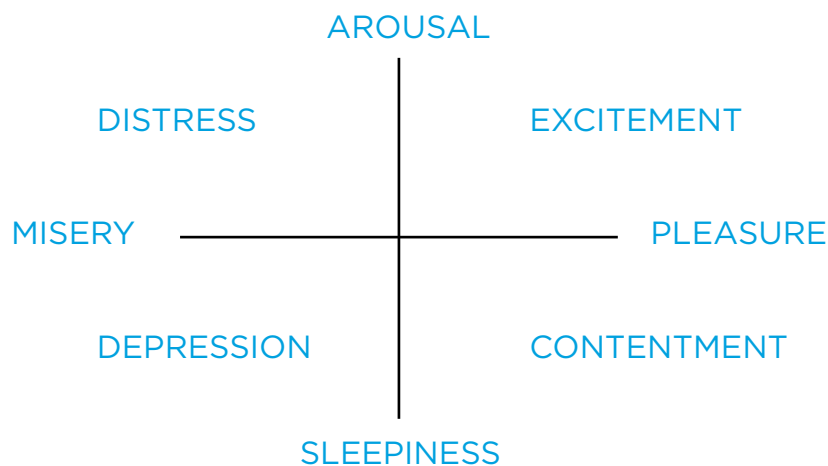 AROUSAL
DISTRESS EXCITEMENT
MISERY PLEASURE
DEPRESSION CONTENTMENT
SLEEPINESS